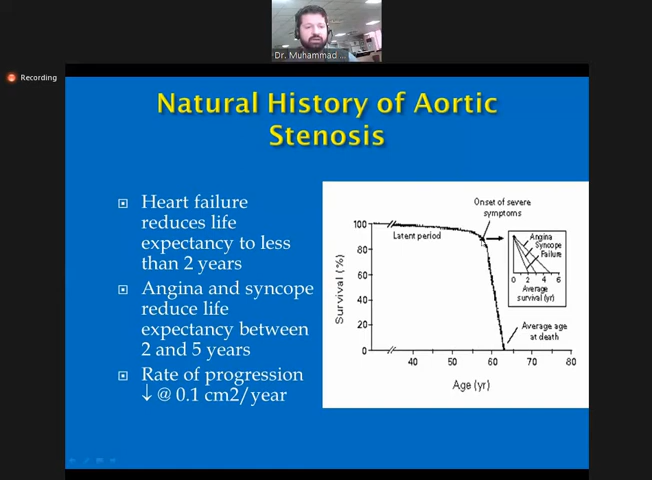 Dr. Muhammad ...
Recording
Natural History of Aortic
Stenosis
Heart failure
reduces life
expectancy to less
than 2 years
Angina and syncope
reduce life
expectancy between
2 and 5 years
Rate of progression
↓ @ 0.1 cm2/year
Onset of severe
symptoms
100
80
60
40
20
0
Survival (%)
Latent period
Angina
Syncope
Failure
0 2 4 6
Average
survival (yr)
Average age
at death
40 50 60 70 80
Age (yr)